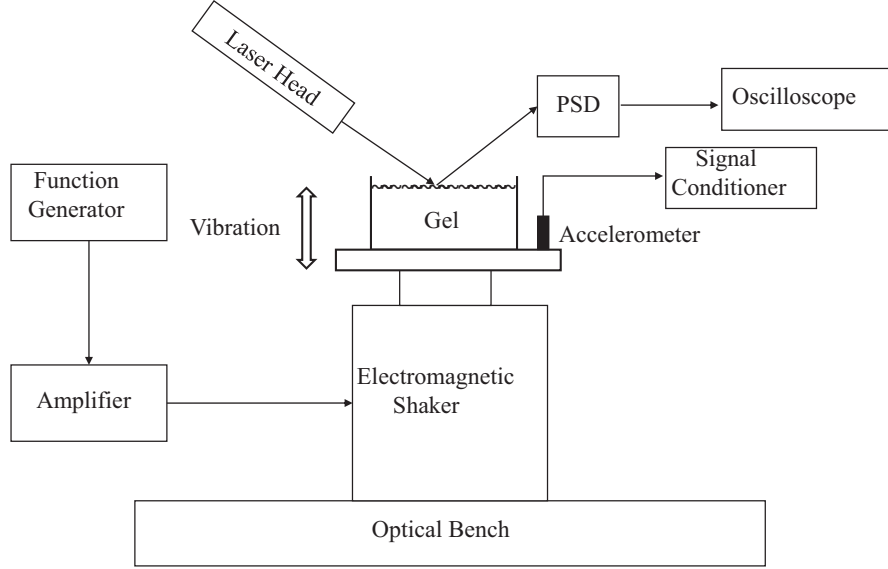 Laser Head
PSD
Oscilloscope
Signal
Conditioner
Function
Generator
Vibration
Gel
Accelerometer
Electromagnetic
Shaker
Amplifier
Optical Bench